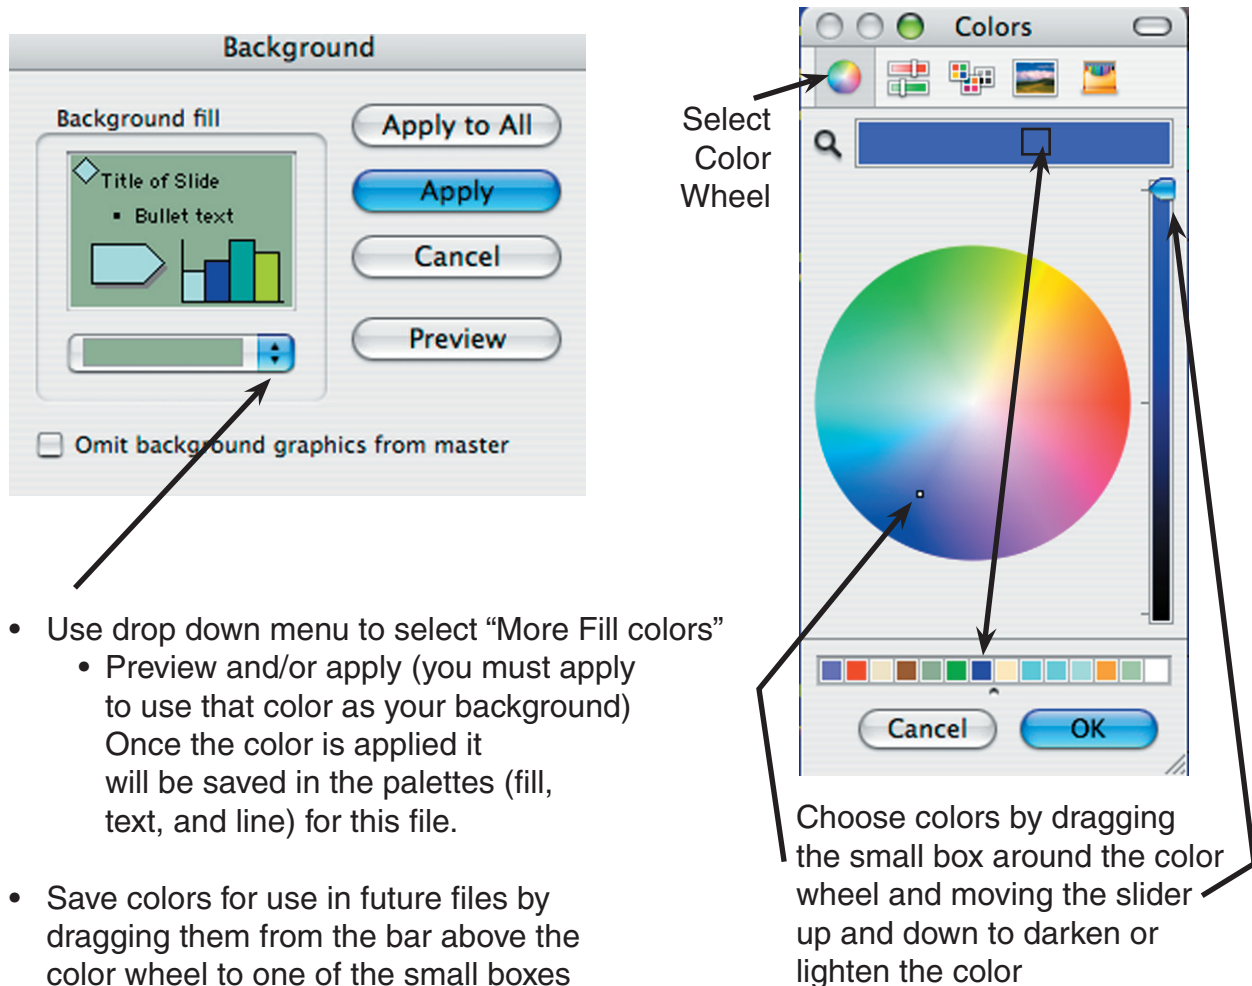 Background
Background fill
Title of Slide
▪ Bullet text
Apply to All
Apply
Cancel
Preview
Omit background graphics from master
• Use drop down menu to select “More Fill colors”
• Preview and/or apply (you must apply
to use that color as your background)
Once the color is applied it
will be saved in the palettes (fill,
text, and line) for this file.
• Save colors for use in future files by
dragging them from the bar above the
color wheel to one of the small boxes
Colors
Select
Color
Wheel
Cancel
OK
Choose colors by dragging
the small box around the color
wheel and moving the slider
up and down to darken or
lighten the color